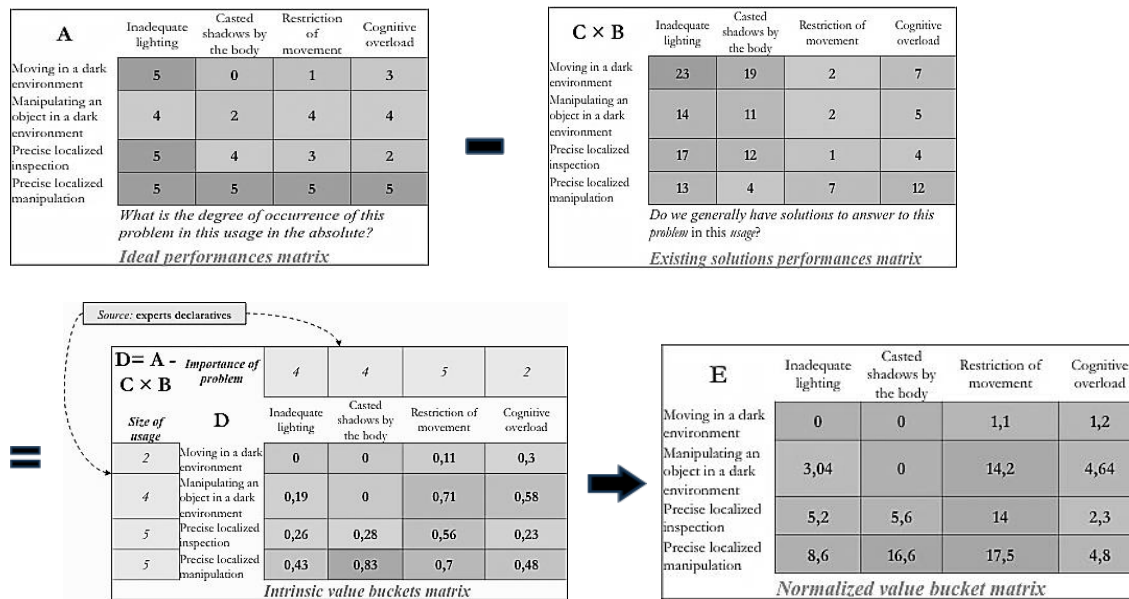 A
Inadequate lighting
Casted shadows by the body
Restriction of movement
Cognitive overload
Moving in a dark environment
5 0 1 3
Manipulating an object in a dark environment
4 2 4 4
Precise localized inspection
5 4 3 2
Precise localized manipulation
5 5 5 5
What is the degree of occurrence of this
problem in this usage in the absolute?
Ideal performances matrix
C × B
Inadequate lighting
Casted shadows by the body
Restriction of movement
Cognitive overload
Moving in a dark environment
23 19 2 7
Manipulating an object in a dark environment
14 11 2 5
Precise localized inspection
17 12 1 4
Precise localized manipulation
13 4 7 12
Do we generally have solutions to answer to this
problem in this usage?
Existing solutions performances matrix
Source: experts declaratives
D= A -
C × B
Importance of problem
4 4 5 2
Size of usage
D
Inadequate lighting
Casted shadows by the body
Restriction of movement
Cognitive overload
2 Moving in a dark environment 0 0 0,11 0,3
4 Manipulating an object in a dark environment 0,19 0 0,71 0,58
5 Precise localized inspection 0,26 0,28 0,56 0,23
5 Precise localized manipulation 0,43 0,83 0,7 0,48
Intrinsic value buckets matrix
E
Inadequate lighting
Casted shadows by the body
Restriction of movement
Cognitive overload
Moving in a dark environment
0 0 1,1 1,2
Manipulating an object in a dark environment
3,04 0 14,2 4,64
Precise localized inspection
5,2 5,6 14 2,3
Precise localized manipulation
8,6 16,6 17,5 4,8
Normalized value bucket matrix